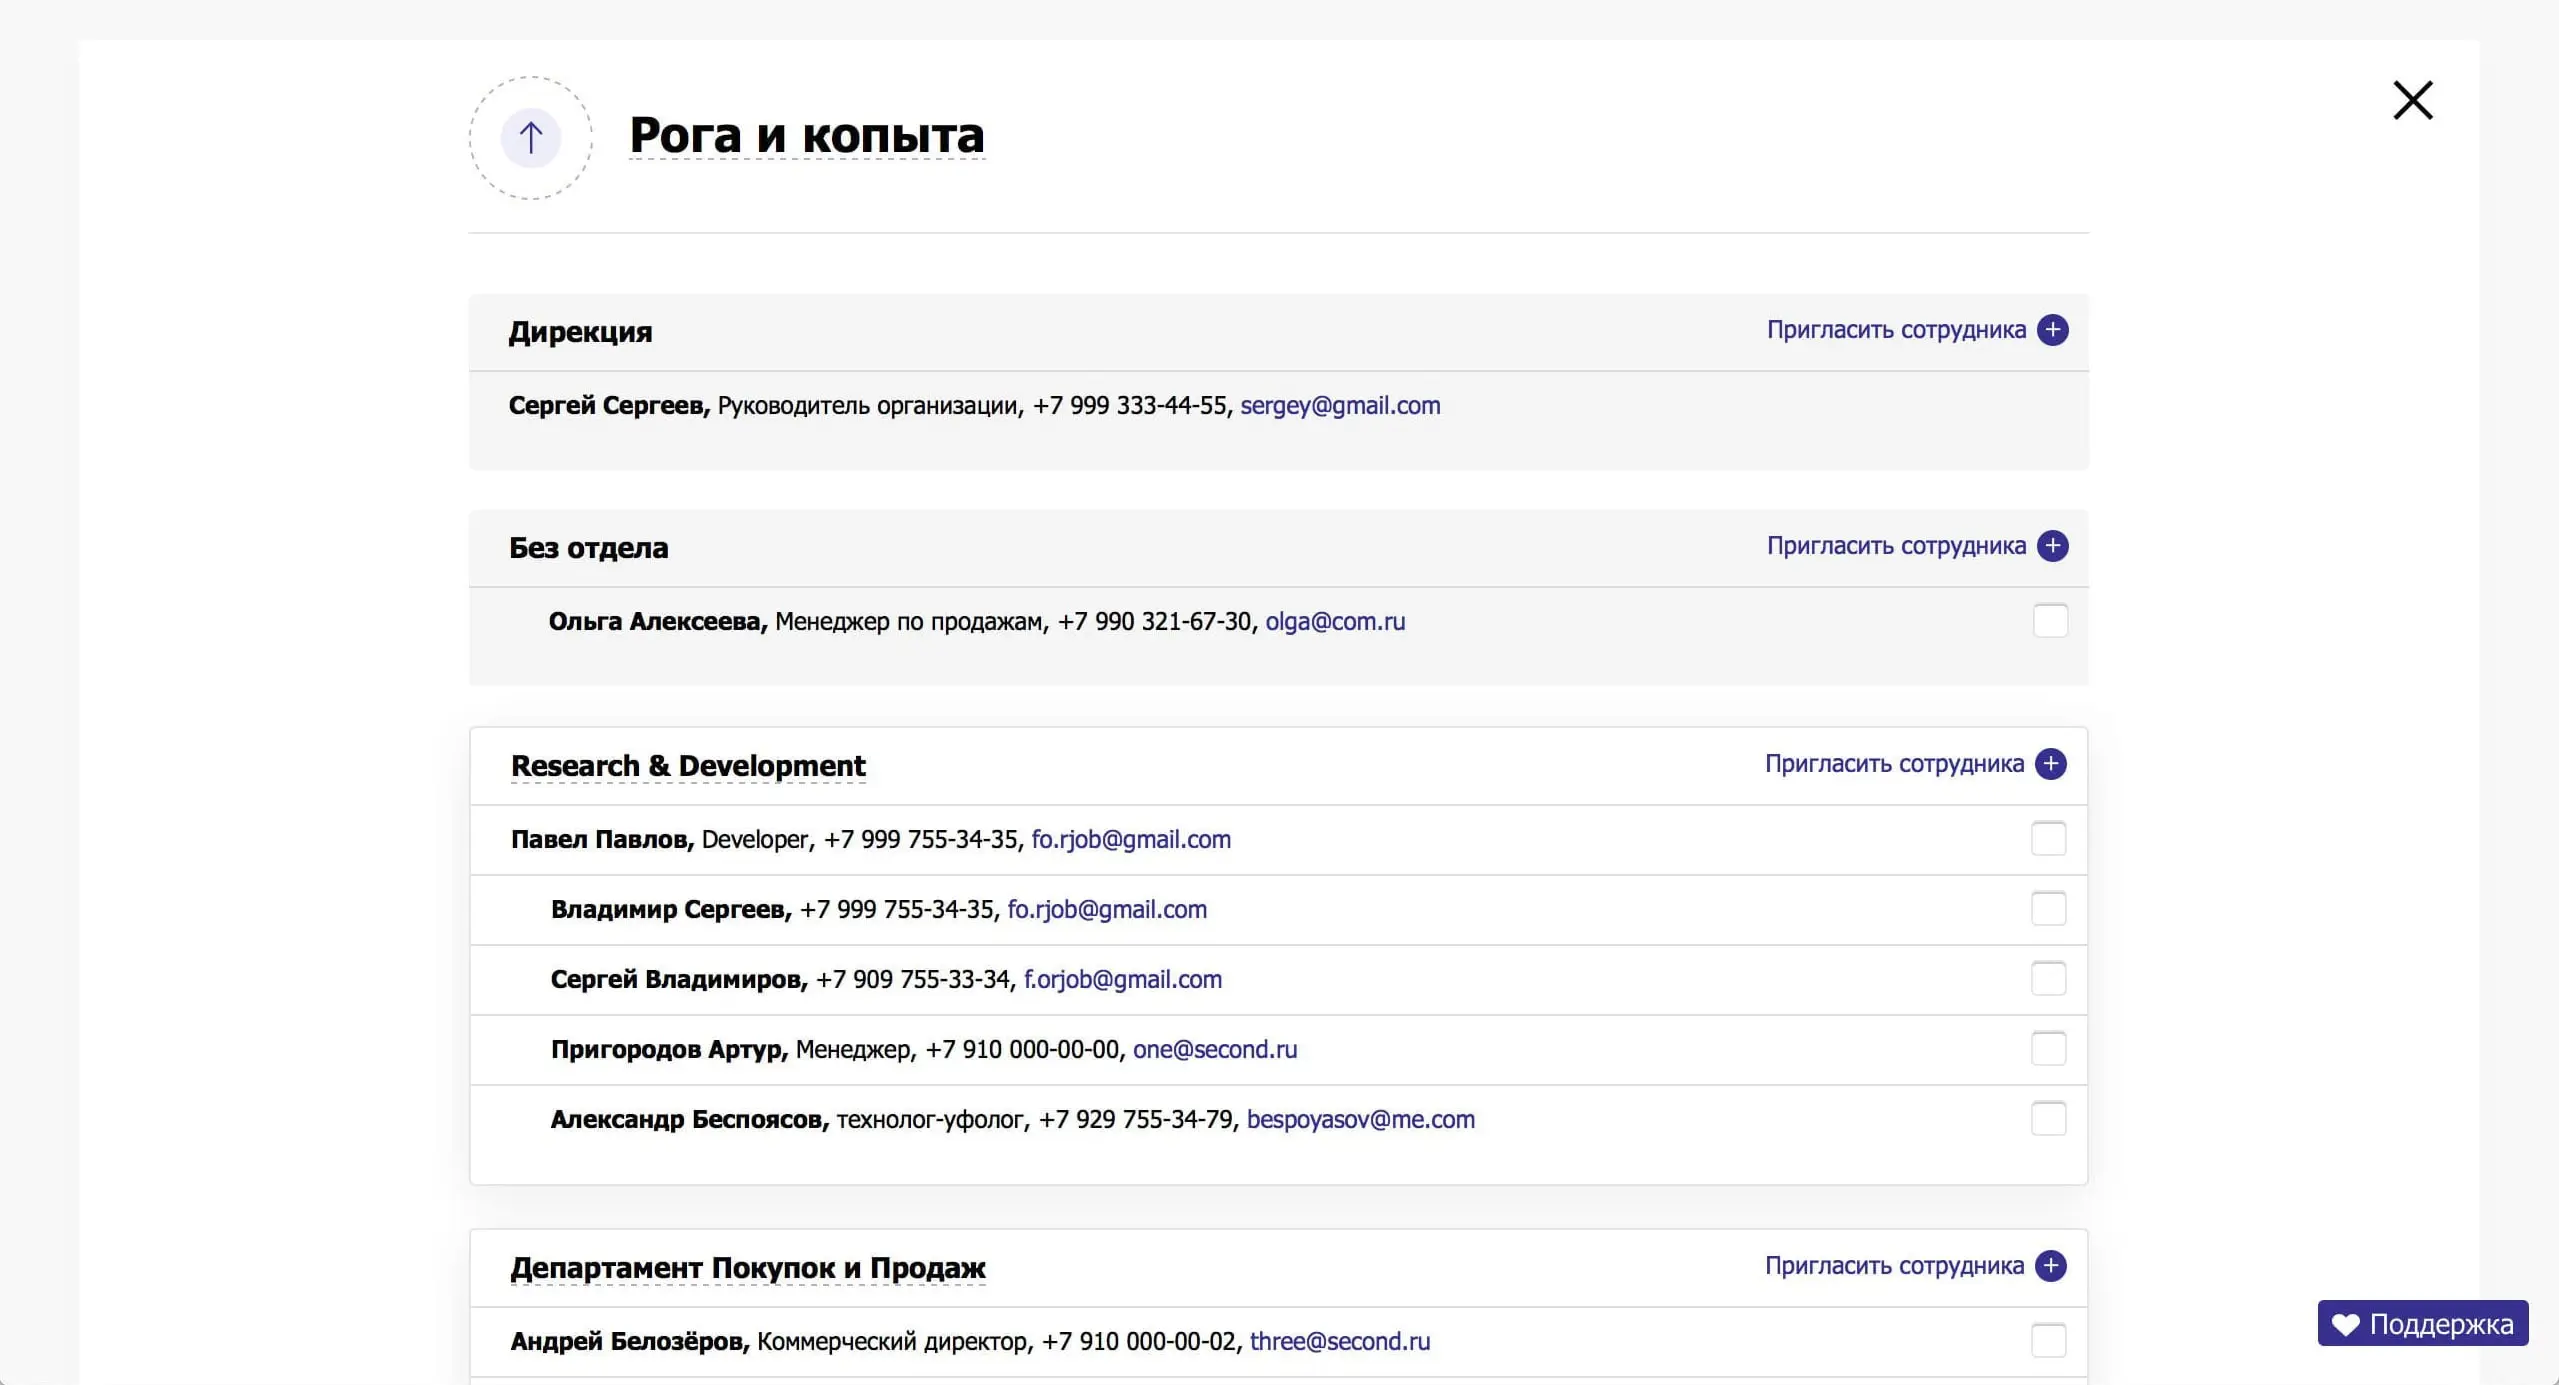 Рога и копыта
Дирекция
Пригласить сотрудника
Сергей Сергеев, Руководитель организации, +7 999 333-44-55, sergey@gmail.com
Без отдела
Пригласить сотрудника
Ольга Алексеева, Менеджер по продажам, +7 990 321-67-30, olga@com.ru
Research & Development
Пригласить сотрудника
Павел Павлов, Developer, +7 999 755-34-35, fo.rjob@gmail.com
Владимир Сергеев, +7 999 755-34-35, fo.rjob@gmail.com
Сергей Владимиров, +7 909 755-33-34, f.orjob@gmail.com
Пригородов Артур, Менеджер, +7 910 000-00-00, one@second.ru
Александр Беспоясов, технолог-уфолог, +7 929 755-34-79, bespoyasov@me.com
Департамент Покупок и Продаж
Пригласить сотрудника
Андрей Белозёров, Коммерческий директор, +7 910 000-00-02, three@second.ru
Поддержка